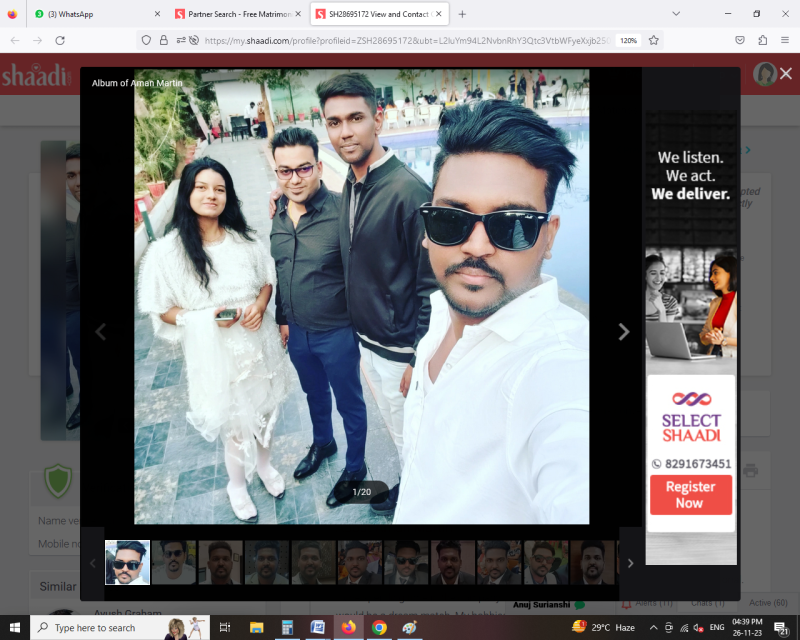 (3) WhatsApp
Partner Search - Free Matrimon
SH28695172 View and Contact
https://my.shaadi.com/profile?profileid=ZSH28695172&ubt=
120%
shaadi
Album of Aman Martin
We listen.
We act.
We deliver.
SELECT
SHAADI
8291673451
Register
Now
1/20
Name ve
Mobile no
Similar
Ayush Graham
Anuj Surianshi
Alerts (11)
Chats (1)
Active (60)
Type here to search
29°C Haze
ENG
04:39 PM
26-11-23
21